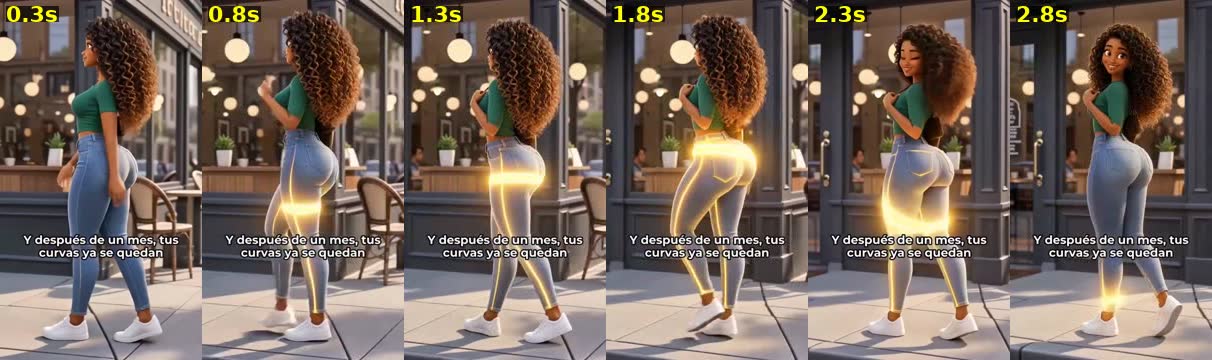 0.3s
Y después de un mes, tus
curvas ya se quedan
0.8s
Y después de un mes, tus
curvas ya se quedan
1.3s
Y después de un mes, tus
curvas ya se quedan
1.8s
Y después de un mes, tus
curvas ya se quedan
2.3s
Y después de un mes, tus
curvas ya se quedan
2.8s
Y después de un mes, tus
curvas ya se quedan